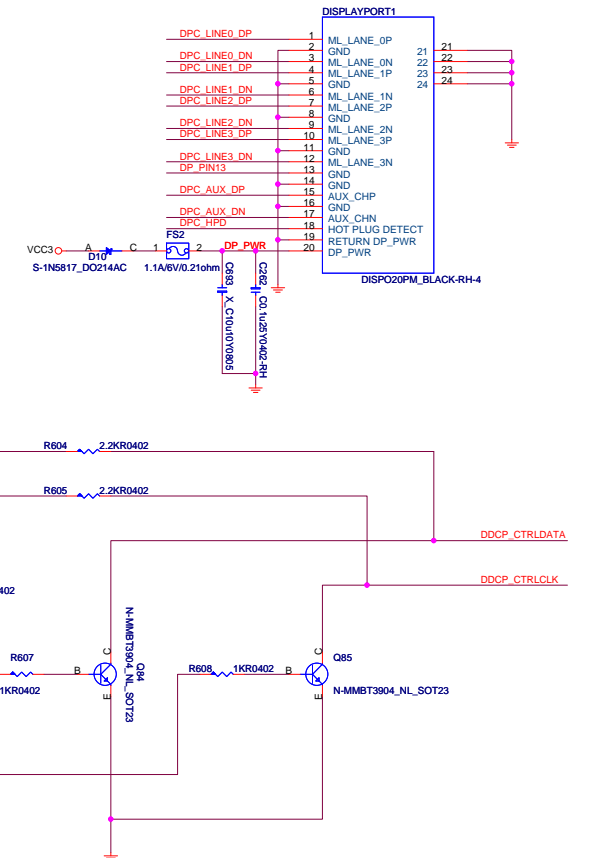 DISPLAYPORT1
DPC_LINE0_DP 1 ML_LANE_0P
2 GND 21 21
DPC_LINE0_DN 3 ML_LANE_0N 22 22
DPC_LINE1_DP 4 ML_LANE_1P 23 23
5 GND 24 24
DPC_LINE1_DN 6 ML_LANE_1N
DPC_LINE2_DP 7 ML_LANE_2P
8 GND
DPC_LINE2_DN 9 ML_LANE_2N
DPC_LINE3_DP 10 ML_LANE_3P
11 GND
DPC_LINE3_DN 12 ML_LANE_3N
DP_PIN13 13 GND
14 GND
DPC_AUX_DP 15 AUX_CHP
16 GND
DPC_AUX_DN 17 AUX_CHN
DPC_HPD 18 HOT PLUG DETECT
FS2 19 RETURN DP_PWR
VCC3 A C 1 2 DP_PWR 20 DP_PWR
D10
S-1N5817_DO214AC 1.1A/6V/0.21ohm
DISPO20PM_BLACK-RH-4
C693 X_C10u10Y0805
C262 C0.1u25Y0402-RH
R604 2.2KR0402
R605 2.2KR0402
DDCP_CTRLDATA
DDCP_CTRLCLK
402
R607 B C E
1KR0402
Q84
N-MMBT3904_NL_SOT23
R608 1KR0402 B C E
Q85
N-MMBT3904_NL_SOT23